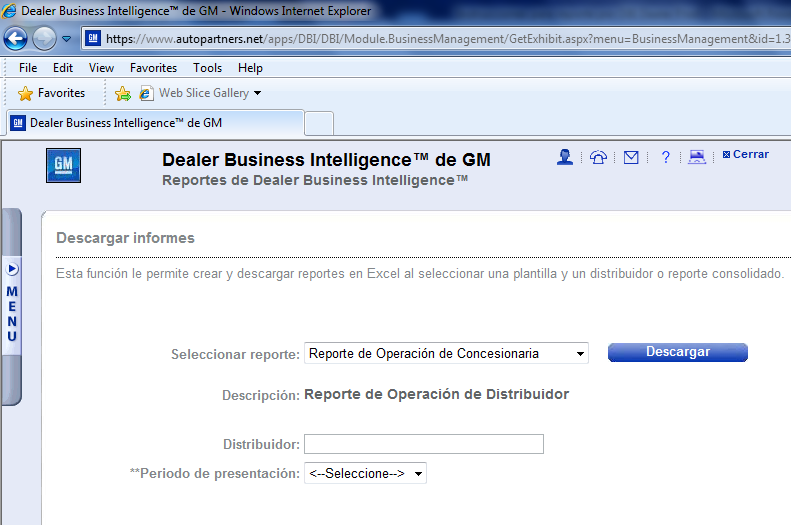 Dealer Business Intelligence™ de GM - Windows Internet Explorer
GM https://www.autopartners.net/apps/DBI/DBI/Module.BusinessManagement/GetExhibit.aspx?menu=BusinessManagement&id=1.3
File Edit View Favorites Tools Help
Favorites Web Slice Gallery
GM Dealer Business Intelligence™ de GM
GM Dealer Business Intelligence™ de GM ? Cerrar
Reportes de Dealer Business Intelligence™
Descargar informes
Esta función le permite crear y descargar reportes en Excel al seleccionar una plantilla y un distribuidor o reporte consolidado.
MENU
Seleccionar reporte: Reporte de Operación de Concesionaria Descargar
Descripción: Reporte de Operación de Distribuidor
Distribuidor:
**Periodo de presentación: <--Seleccione-->